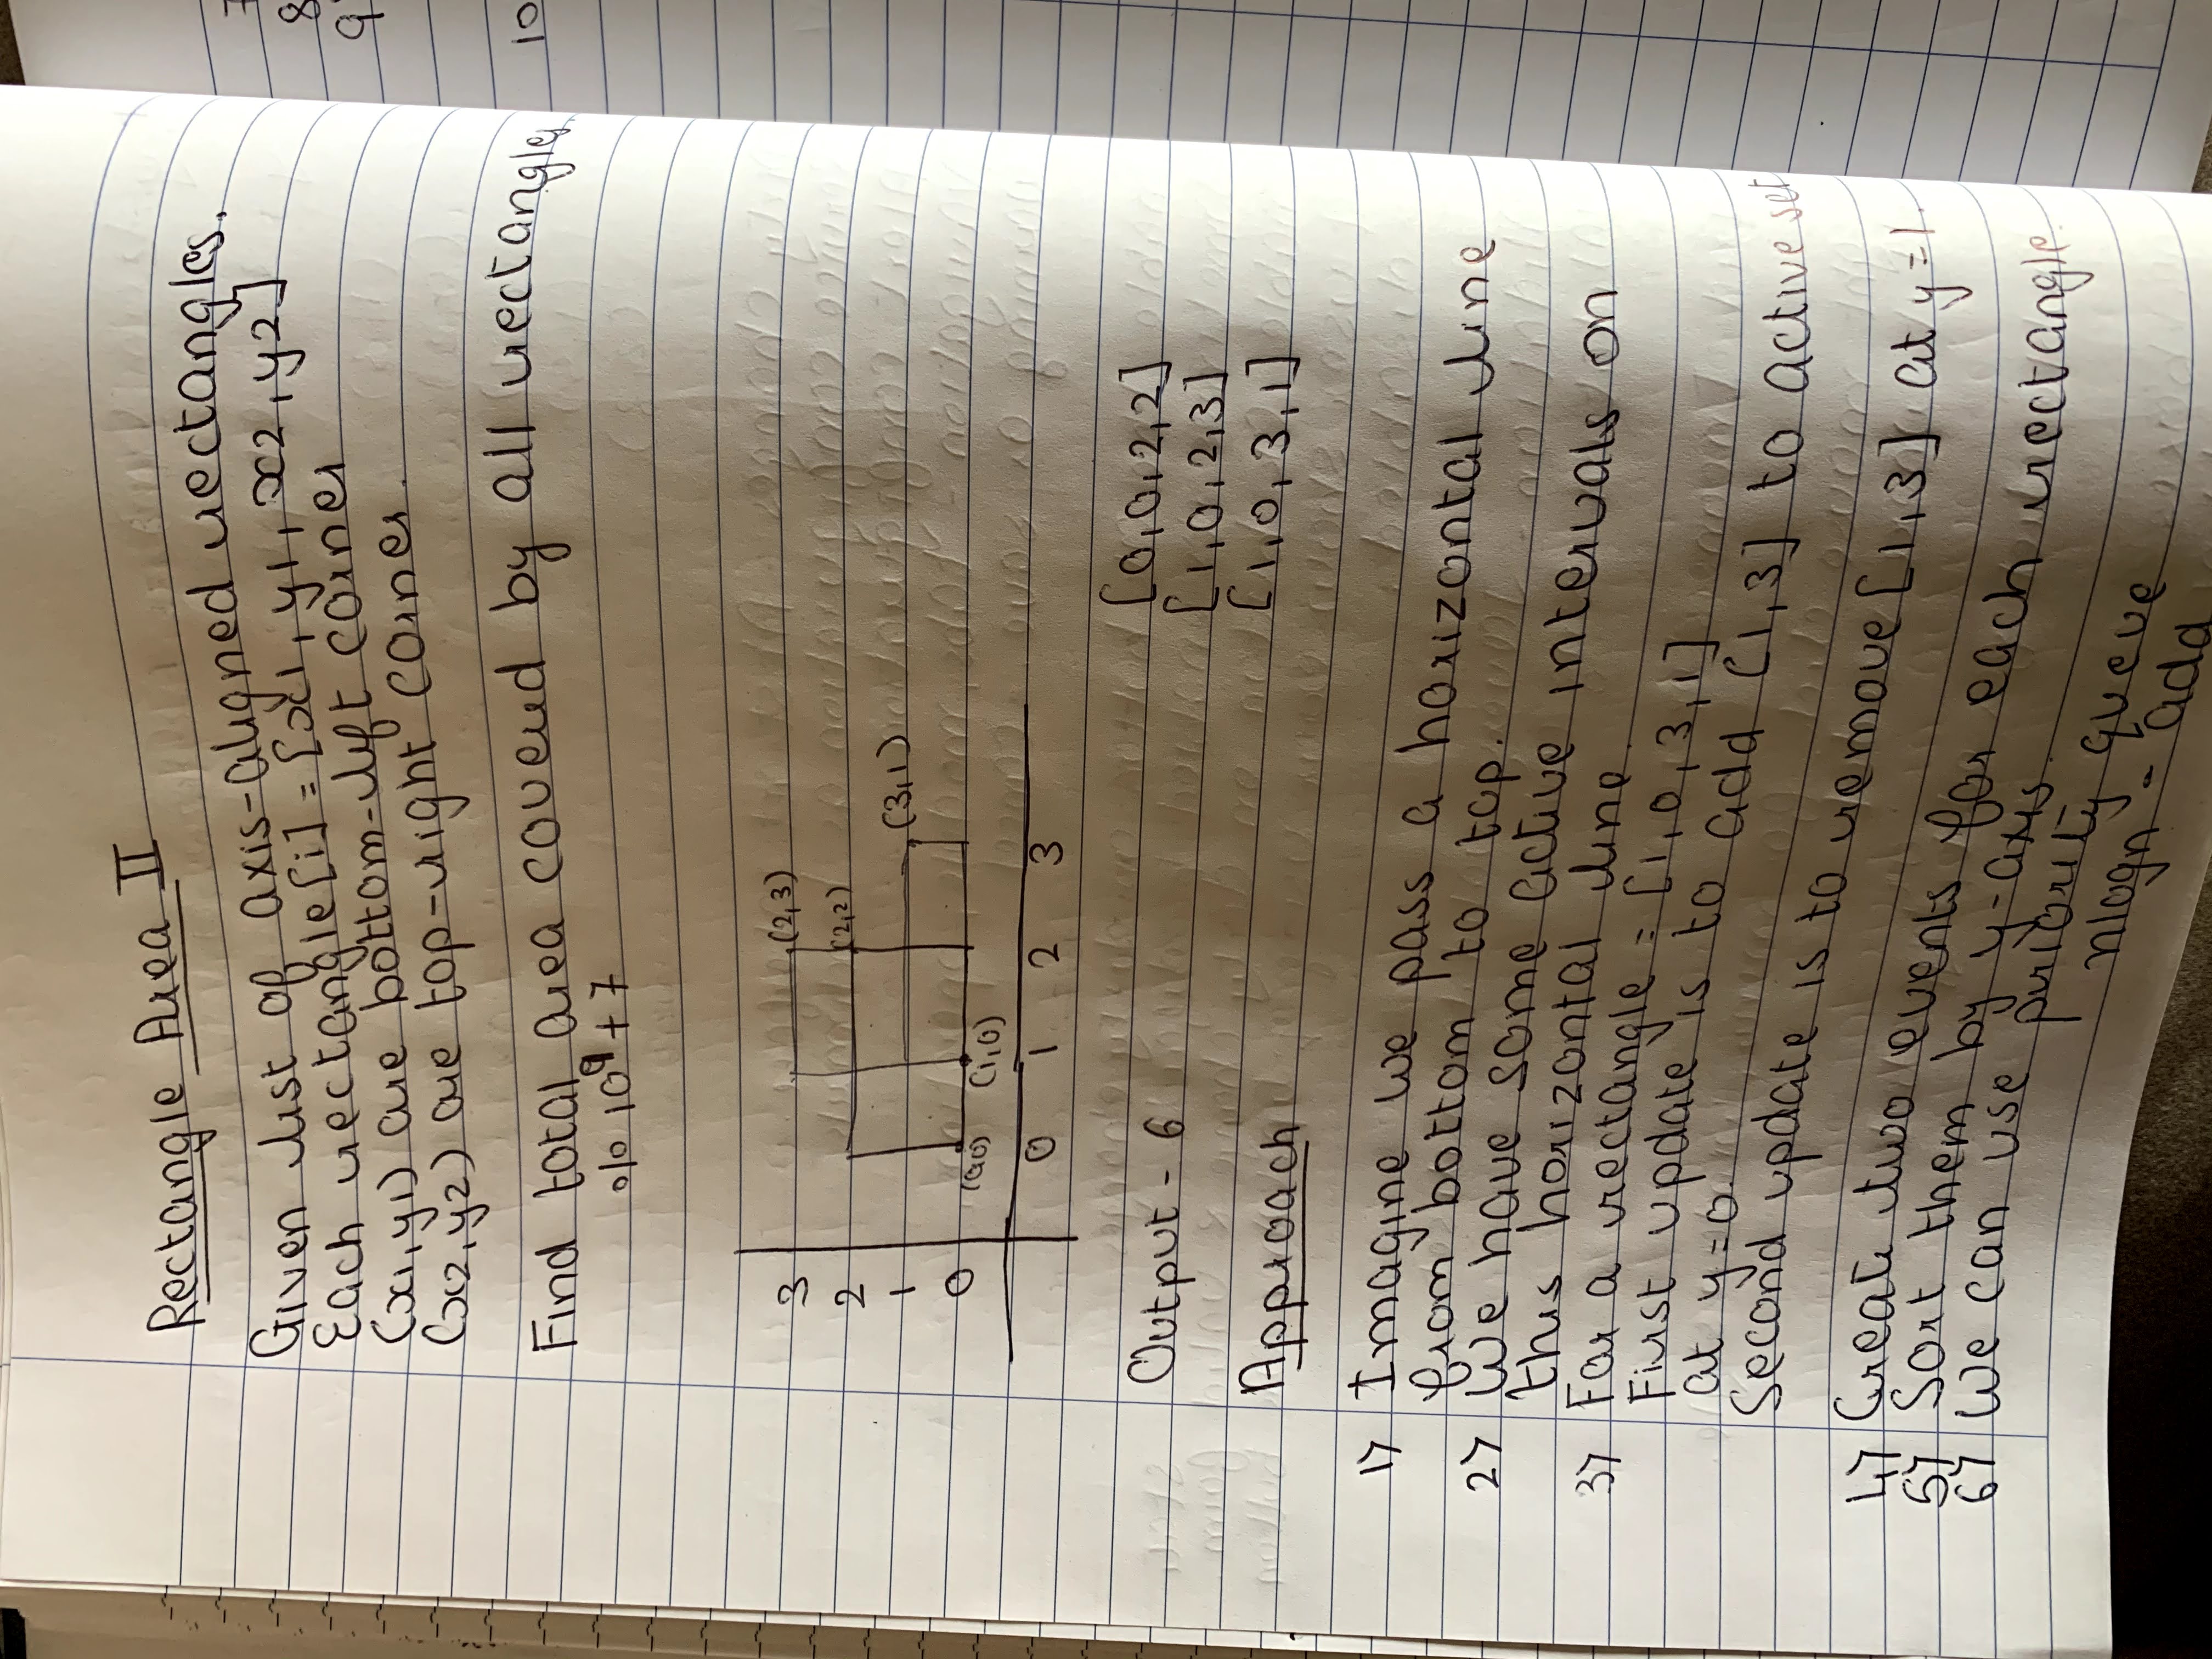 Rectangle Area II
Given list of axis-aligned rectangles.
Each rectangle[i] = [x1, y1, x2, y2]
(x1, y1) are bottom-left corner
(x2, y2) are top-right corner.
Find total area covered by all rectangles
% 10^9 + 7
3
(2,3)
2
(2,2)
1
(3,1)
0
(0,0) (1,0)
0 1 2 3
Output - 6
[0,0,2,2]
[1,0,2,3]
[1,0,3,1]
Approach
1> Imagine we pass a horizontal line
from bottom to top.
2> We have some active intervals on
this horizontal line.
3> For a rectangle = [1,0,3,1]
First update is to add [1,3] to active set
at y=0.
Second update is to remove [1,3] at y=1.
4> Create two events for each rectangle.
5> Sort them by y-axis.
6> We can use priority queue
nlogn - add
7
8
9
10